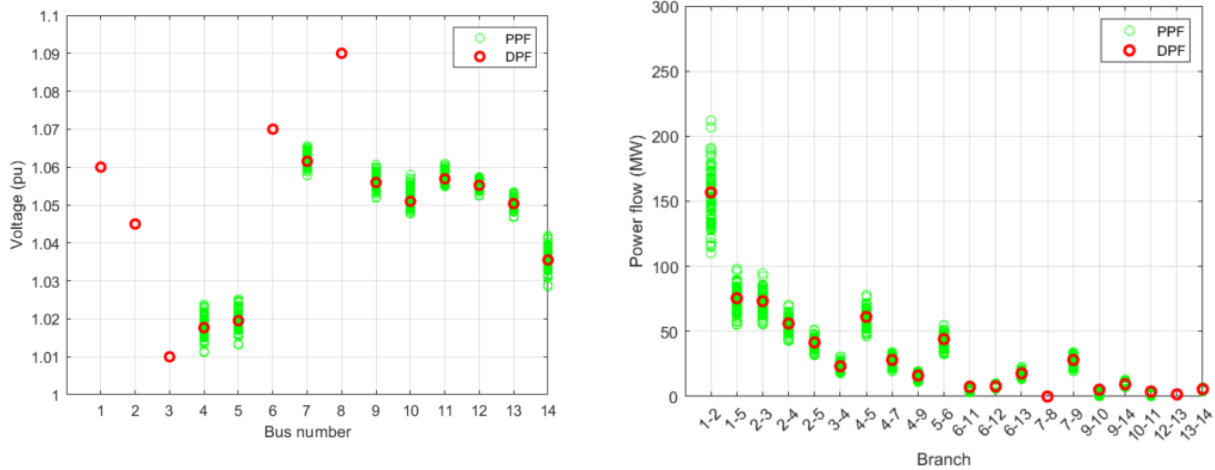 1.1
1.09
1.08
1.07
1.06
1.05
1.04
1.03
1.02
1.01
1
Voltage (pu)
1 2 3 4 5 6 7 8 9 10 11 12 13 14
Bus number
PPF
DPF
300
250
200
150
100
50
0
Power flow (MW)
1-2 1-5 2-3 2-4 2-5 3-4 4-5 4-7 4-9 5-6 6-11 6-12 6-13 7-8 7-9 9-10 9-14 10-11 12-13 13-14
Branch
PPF
DPF